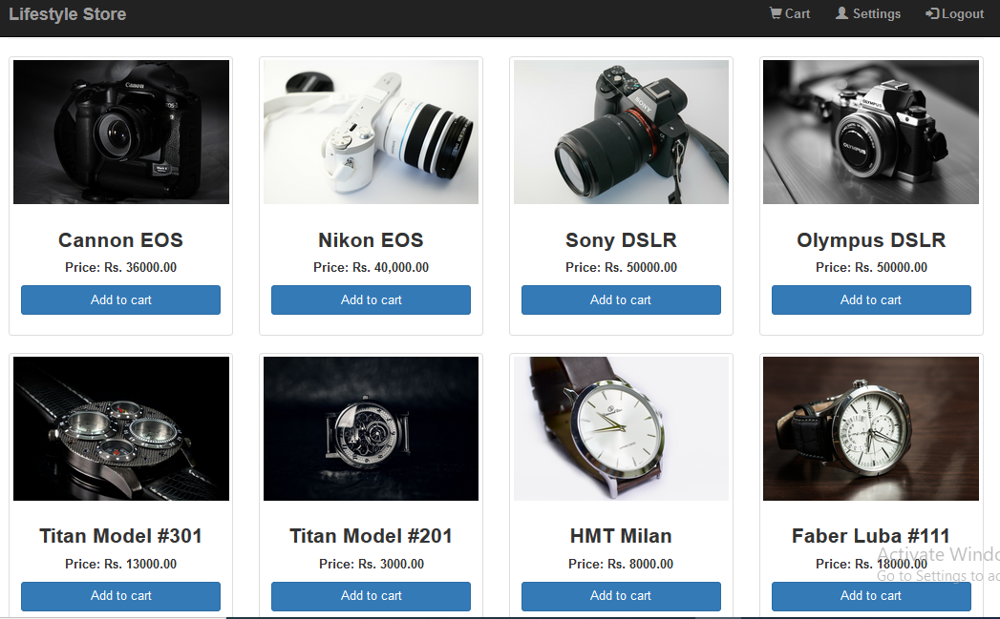 Lifestyle Store
Cart Settings Logout
Canon
SONY
OLYMPUS
OLYMPUS
Cannon EOS
Price: Rs. 36000.00
Add to cart
Nikon EOS
Price: Rs. 40,000.00
Add to cart
Sony DSLR
Price: Rs. 50000.00
Add to cart
Olympus DSLR
Price: Rs. 50000.00
Add to cart
Titan Model #301
Price: Rs. 13000.00
Add to cart
Titan Model #201
Price: Rs. 3000.00
Add to cart
HMT Milan
Price: Rs. 8000.00
Add to cart
Faber Luba #111
Price: Rs. 18000.00
Add to cart
Activate Windo
Go to Settings to ac